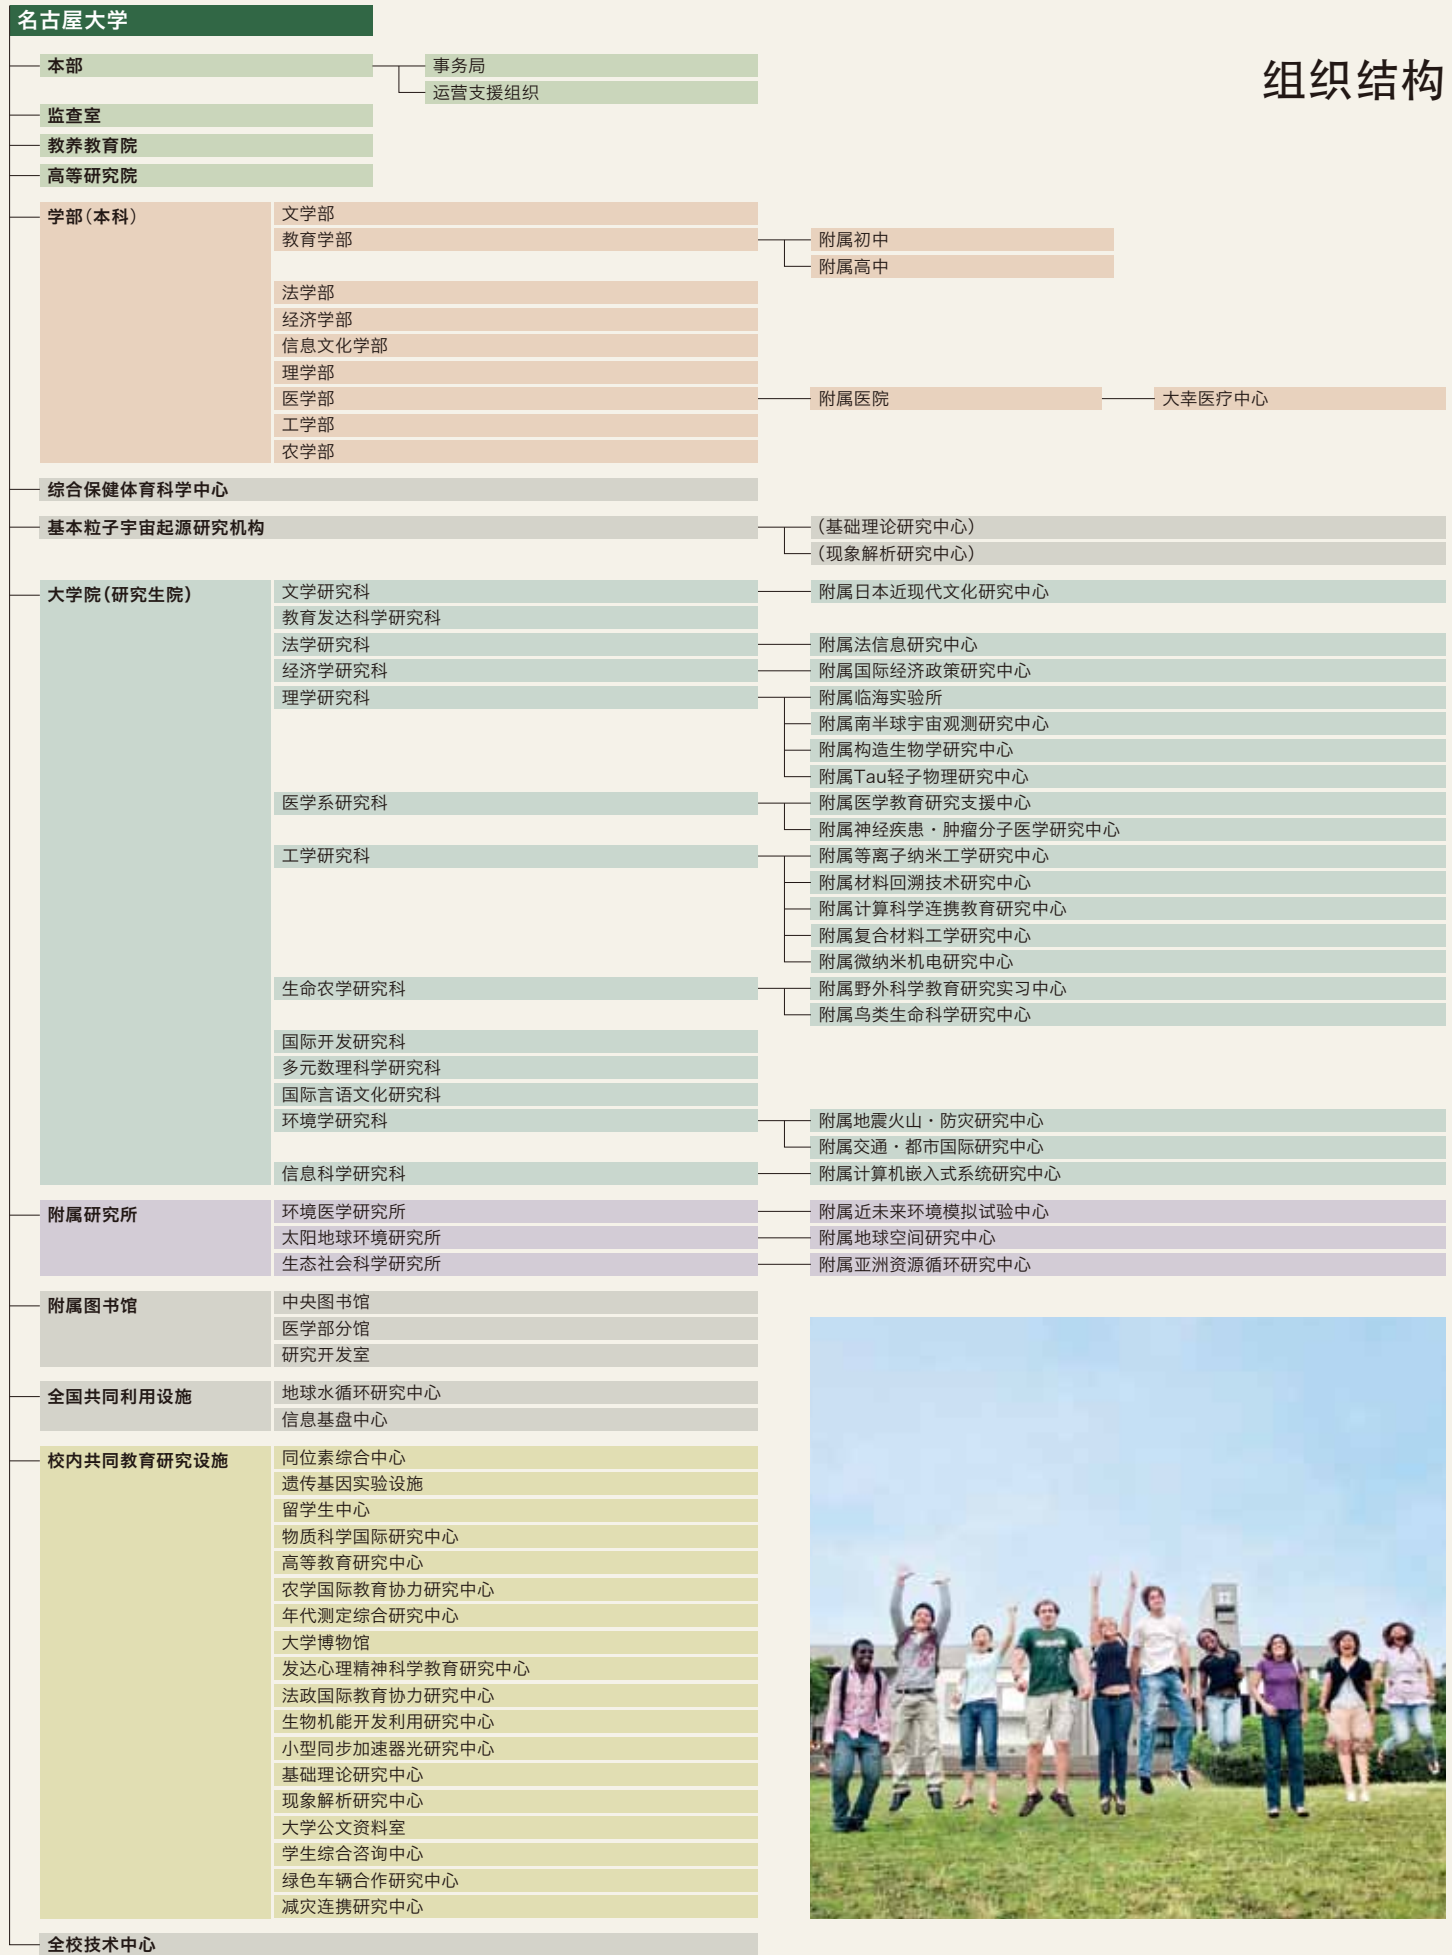 名古屋大学
组织结构
本部
事务局
运营支援组织
监查室
教养教育院
高等研究院
学部(本科)
文学部
教育学部
附属初中
附属高中
法学部
经济学部
信息文化学部
理学部
医学部
附属医院
大幸医疗中心
工学部
农学部
综合保健体育科学中心
基本粒子宇宙起源研究机构
(基础理论研究中心)
(现象解析研究中心)
大学院(研究生院)
文学研究科
附属日本近现代文化研究中心
教育发达科学研究科
法学研究科
附属法信息研究中心
经济学研究科
附属国际经济政策研究中心
理学研究科
附属临海实验所
附属南半球宇宙观测研究中心
附属构造生物学研究中心
附属Tau轻子物理研究中心
医学系研究科
附属医学教育研究支援中心
附属神经疾患・肿瘤分子医学研究中心
工学研究科
附属等离子纳米工学研究中心
附属材料回溯技术研究中心
附属计算科学连携教育研究中心
附属复合材料工学研究中心
附属微纳米机电研究中心
生命农学研究科
附属野外科学教育研究实习中心
附属鸟类生命科学研究中心
国际开发研究科
多元数理科学研究科
国际言语文化研究科
环境学研究科
附属地震火山・防灾研究中心
附属交通・都市国际研究中心
信息科学研究科
附属计算机嵌入式系统研究中心
附属研究所
环境医学研究所
附属近未来环境模拟试验中心
太阳地球环境研究所
附属地球空间研究中心
生态社会科学研究所
附属亚洲资源循环研究中心
附属图书馆
中央图书馆
医学部分馆
研究开发室
全国共同利用设施
地球水循环研究中心
信息基盘中心
校内共同教育研究设施
同位素综合中心
遗传基因实验设施
留学生中心
物质科学国际研究中心
高等教育研究中心
农学国际教育协力研究中心
年代测定综合研究中心
大学博物馆
发达心理精神科学教育研究中心
法政国际教育协力研究中心
生物机能开发利用研究中心
小型同步加速器光研究中心
基础理论研究中心
现象解析研究中心
大学公文资料室
学生综合咨询中心
绿色车辆合作研究中心
减灾连携研究中心
全校技术中心